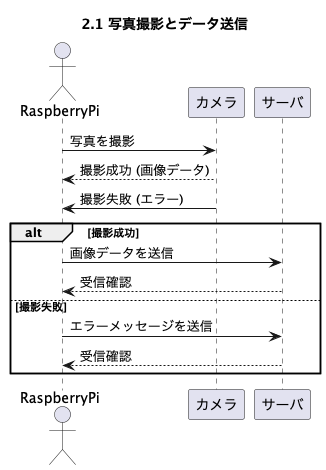 2.1 写真撮影とデータ送信
RaspberryPi
カメラ
サーバ
写真を撮影
撮影成功 (画像データ)
撮影失敗 (エラー)
alt
[撮影成功]
画像データを送信
受信確認
[撮影失敗]
エラーメッセージを送信
受信確認
RaspberryPi
カメラ
サーバ